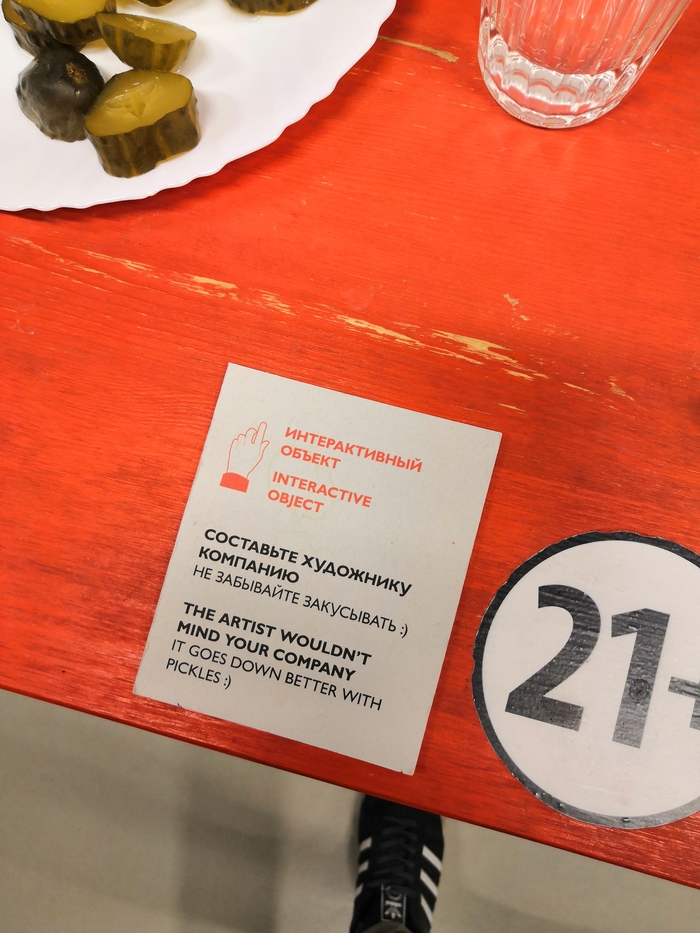 ИНТЕРАКТИВНЫЙ
ОБЪЕКТ
INTERACTIVE
OBJECT
СОСТАВЬТЕ ХУДОЖНИКУ
КОМПАНИЮ
НЕ ЗАБЫВАЙТЕ ЗАКУСЫВАТЬ :)
THE ARTIST WOULDN'T
MIND YOUR COMPANY
IT GOES DOWN BETTER WITH
PICKLES :)
21+